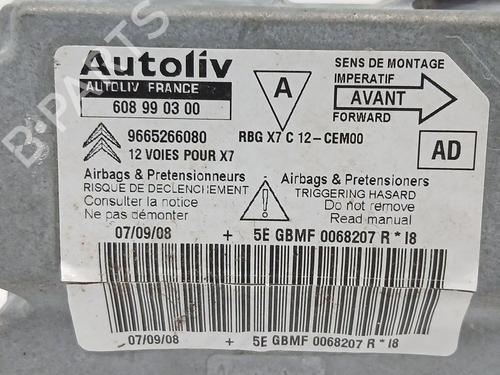 Autoliv
AUTOLIV FRANCE
608 99 03 00
A
SENS DE MONTAGE
IMPERATIF
AVANT
FORWARD
9665266080
RBG X7 C 12-CEM00
12 VOIES POUR X7
AD
Airbags & Pretensionneurs
RISQUE DE DECLENCHEMENT
Consulter la notice
Ne pas démonter
Airbags & Pretensioners
TRIGGERING HASARD
Do not remove
Read manual
07/09/08 + 5E GBMF 0068207 R * I8
07/09/08 + 5E GBMF 0068207 R * I8
B-PARTS